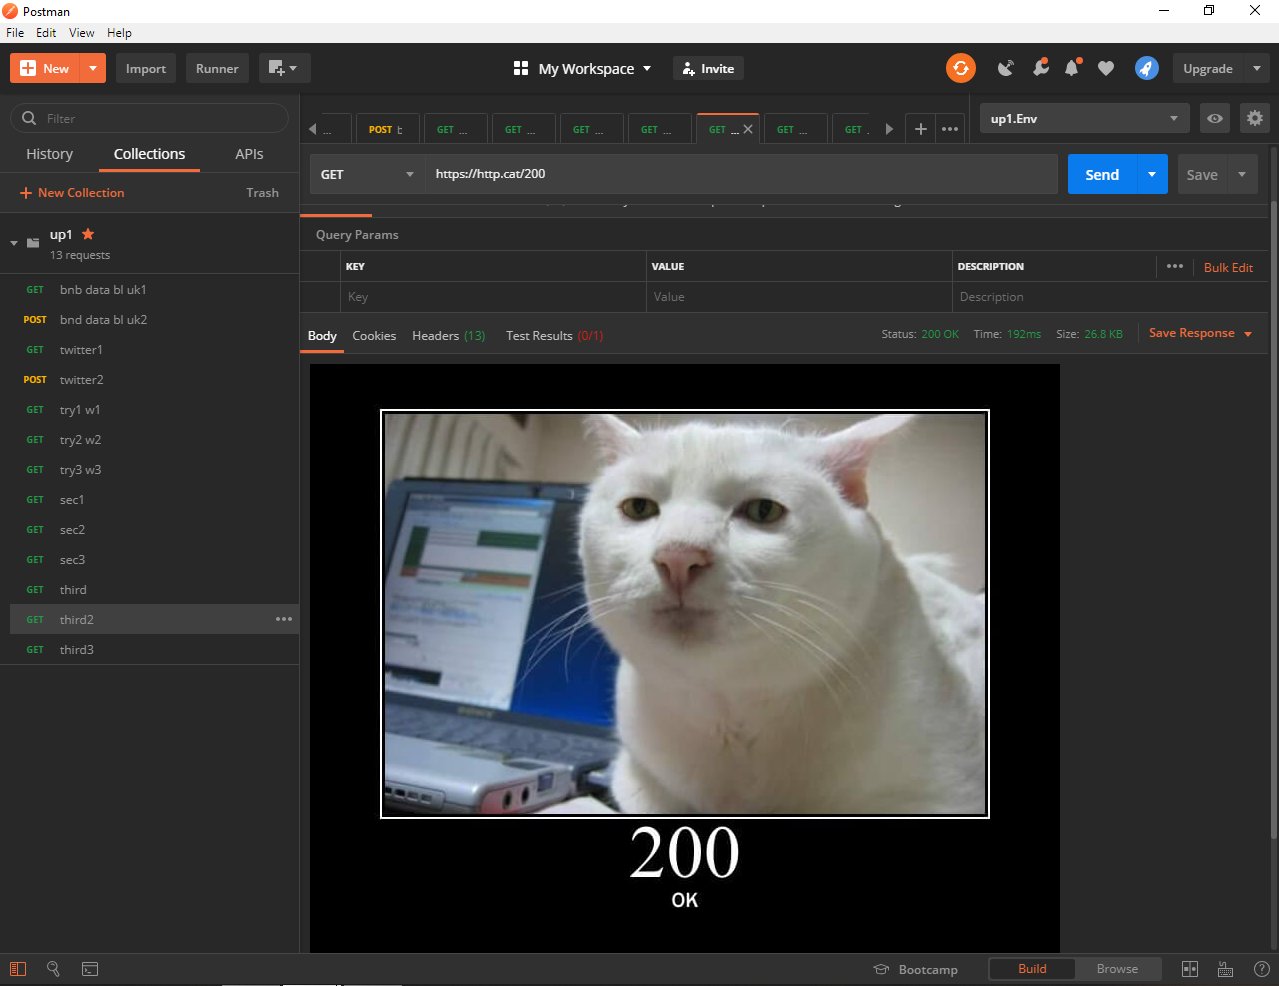 Postman
File Edit View Help
New Import Runner My Workspace Invite Upgrade
Filter
History Collections APIs
New Collection Trash
up1
13 requests
GET bnb data bl uk1
POST bnd data bl uk2
GET twitter1
POST twitter2
GET try1 w1
GET try2 w2
GET try3 w3
GET sec1
GET sec2
GET sec3
GET third
GET third2
GET third3
... POST GET ... GET ... GET ... GET ... GET ... GET ... GET .
up1.Env
GET https://http.cat/200 Send Save
Query Params
KEY VALUE DESCRIPTION Bulk Edit
Key Value Description
Body Cookies Headers (13) Test Results (0/1) Status: 200 OK Time: 192ms Size: 26.8 KB Save Response
SONY
200
OK
Bootcamp Build Browse